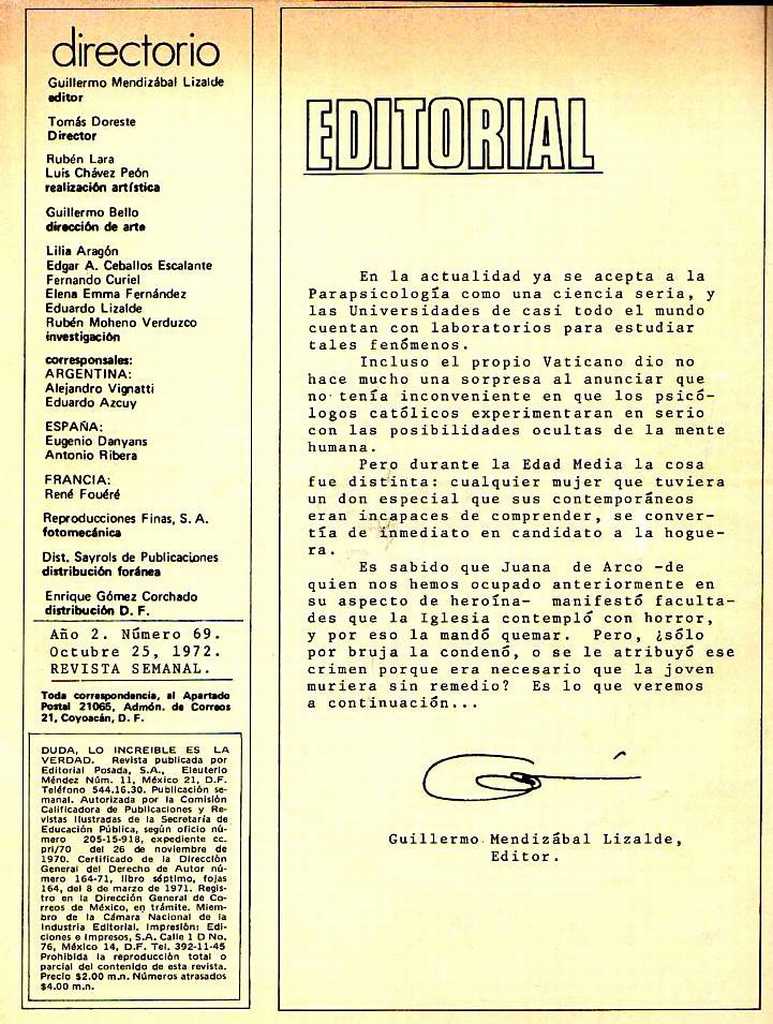 directorio
Guillermo Mendizábal Lizalde
editor
Tomás Doreste
Director
Rubén Lara
Luis Chávez Peón
realización artística
Guillermo Bello
dirección de arte
Lilia Aragón
Edgar A. Ceballos Escalante
Fernando Curiel
Elena Emma Fernández
Eduardo Lizalde
Rubén Moheno Verduzco
investigación
corresponsales:
ARGENTINA:
Alejandro Vignatti
Eduardo Azcuy
ESPAÑA:
Eugenio Danyans
Antonio Ribera
FRANCIA:
René Fouéré
Reproducciones Finas, S. A.
fotomecánica
Dist. Sayrols de Publicaciones
distribución foránea
Enrique Gómez Corchado
distribución D. F.
Año 2. Número 69.
Octubre 25, 1972.
REVISTA SEMANAL.
Toda correspondencia, al Apartado
Postal 21065, Admón. de Correos
21, Coyoacán, D. F.
DUDA, LO INCREIBLE ES LA
VERDAD. Revista publicada por
Editorial Posada, S.A., Eleuterio
Méndez Núm. 11, México 21, D.F.
Teléfono 544.16.30. Publicación se-
manal. Autorizada por la Comisión
Calificadora de Publicaciones y Re-
vistas Ilustradas de la Secretaría de
Educación Pública, según oficio nú-
mero 205-15-918, expediente cc.
pri/70 del 26 de noviembre de
1970. Certificado de la Dirección
General del Derecho de Autor nú-
mero 164-71, libro séptimo, fojas
164, del 8 de marzo de 1971. Regis-
tro en la Dirección General de Co-
rreos de México, en trámite. Miem-
bro de la Cámara Nacional de la
Industria Editorial. Impresión: Edi-
ciones e Impresos, S.A. Calle 1 D No.
76, México 14, D.F. Tel. 392-11-45
Prohibida la reproducción total o
parcial del contenido de esta revista.
Precio $2.00 m.n. Números atrasados
$4.00 m.n.
EDITORIAL
En la actualidad ya se acepta a la
Parapsicología como una ciencia seria, y
las Universidades de casi todo el mundo
cuentan con laboratorios para estudiar
tales fenómenos.
Incluso el propio Vaticano dio no
hace mucho una sorpresa al anunciar que
no tenía inconveniente en que los psicó-
logos católicos experimentaran en serio
con las posibilidades ocultas de la mente
humana.
Pero durante la Edad Media la cosa
fue distinta: cualquier mujer que tuviera
un don especial que sus contemporáneos
eran incapaces de comprender, se conver-
tía de inmediato en candidato a la hogue-
ra.
Es sabido que Juana de Arco -de
quien nos hemos ocupado anteriormente en
su aspecto de heroína- manifestó faculta-
des que la Iglesia contempló con horror,
y por eso la mandó quemar. Pero, ¿sólo
por bruja la condenó, o se le atribuyó ese
crimen porque era necesario que la joven
muriera sin remedio? Es lo que veremos
a continuación...
Guillermo Mendizábal Lizalde,
Editor.